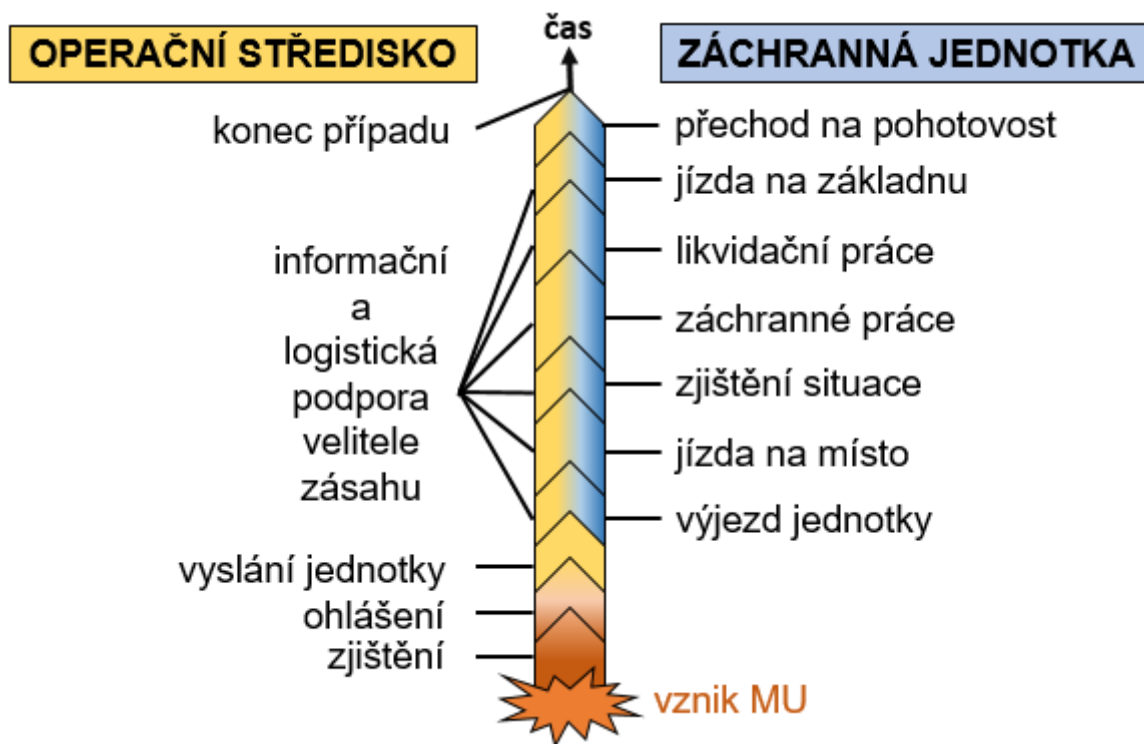 čas
OPERAČNÍ STŘEDISKO
ZÁCHRANNÁ JEDNOTKA
konec případu
informační
a
logistická
podpora
velitele
zásahu
vyslání jednotky
ohlášení
zjištění
přechod na pohotovost
jízda na základnu
likvidační práce
záchranné práce
zjištění situace
jízda na místo
výjezd jednotky
vznik MU